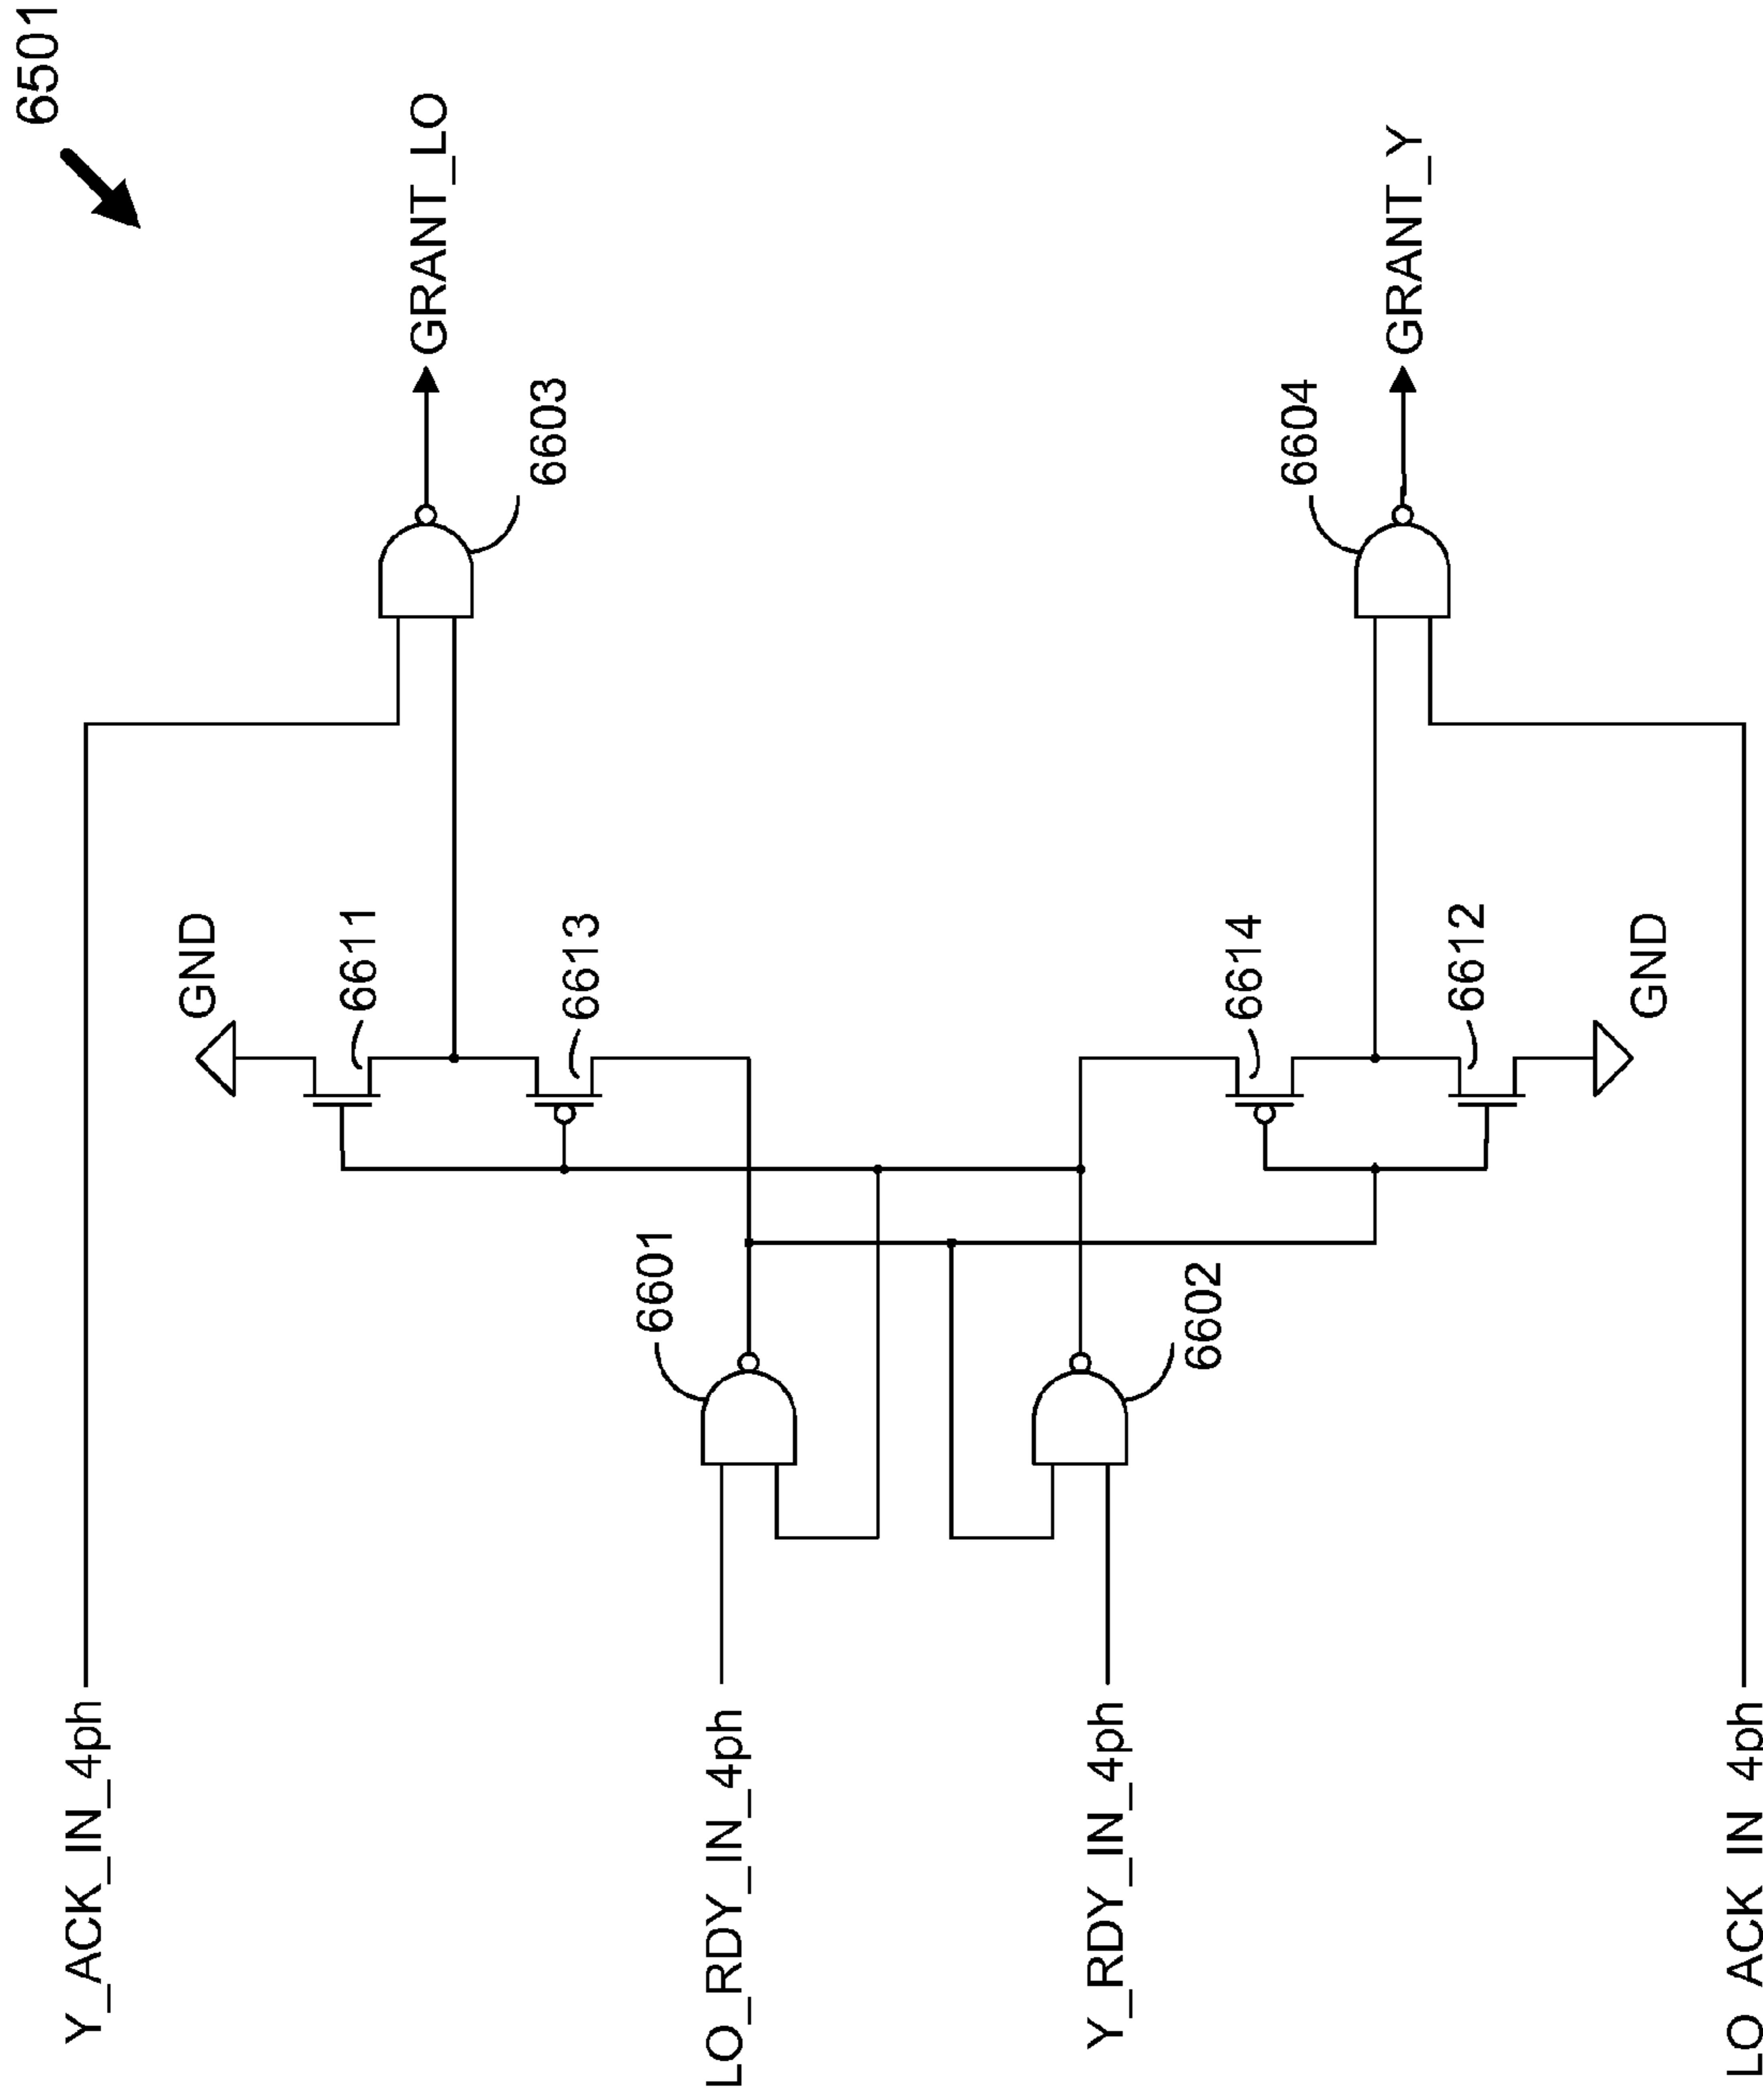 6501
Y_ACK_IN_4ph
GND
6611
GRANT_LO
6603
6613
6601
LO_RDY_IN_4ph
Y_RDY_IN_4ph
6602
6614
6604
GRANT_Y
6612
GND
LO_ACK_IN_4ph